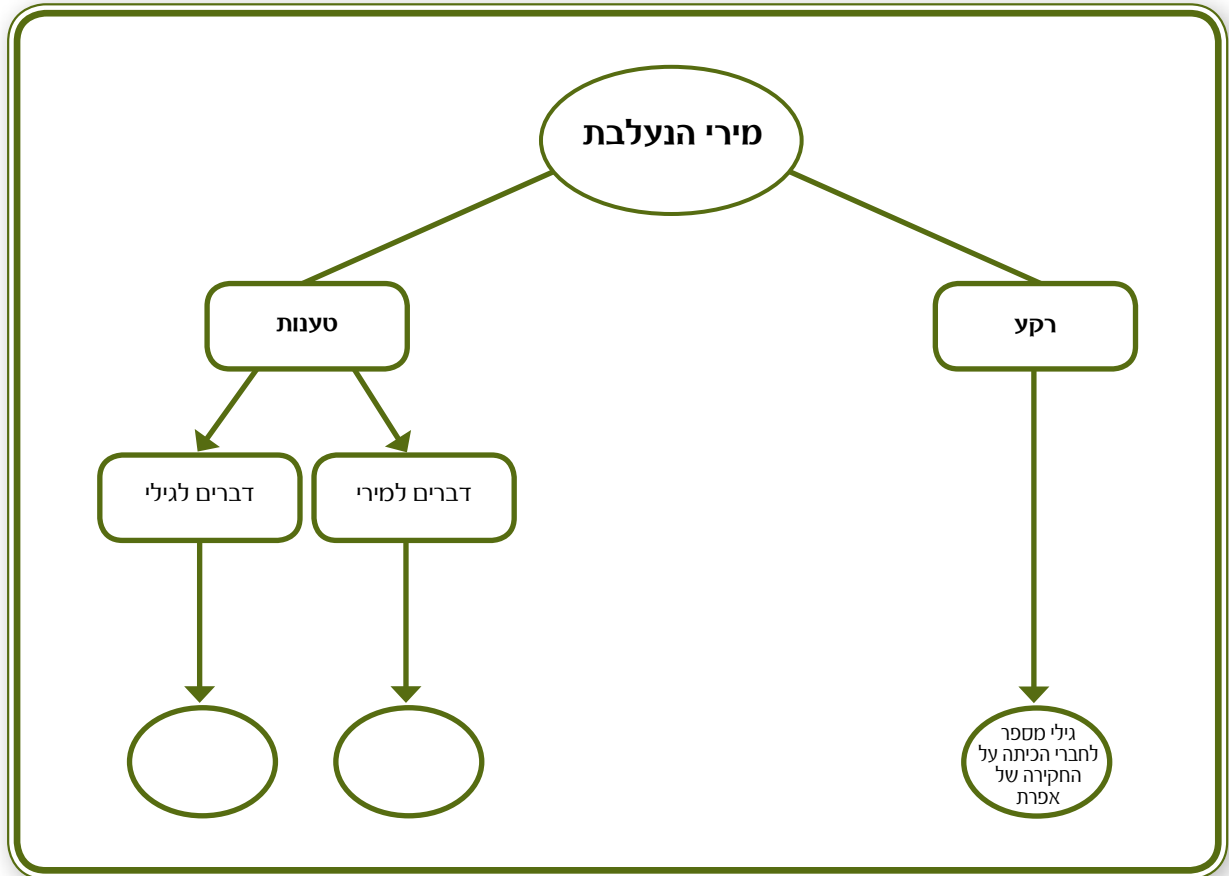 מירי הנעלבת
רקע
טענות
דברים למירי
דברים לגילי
גילי מספר
לחברי הכיתה על
החקירה של
אפרת